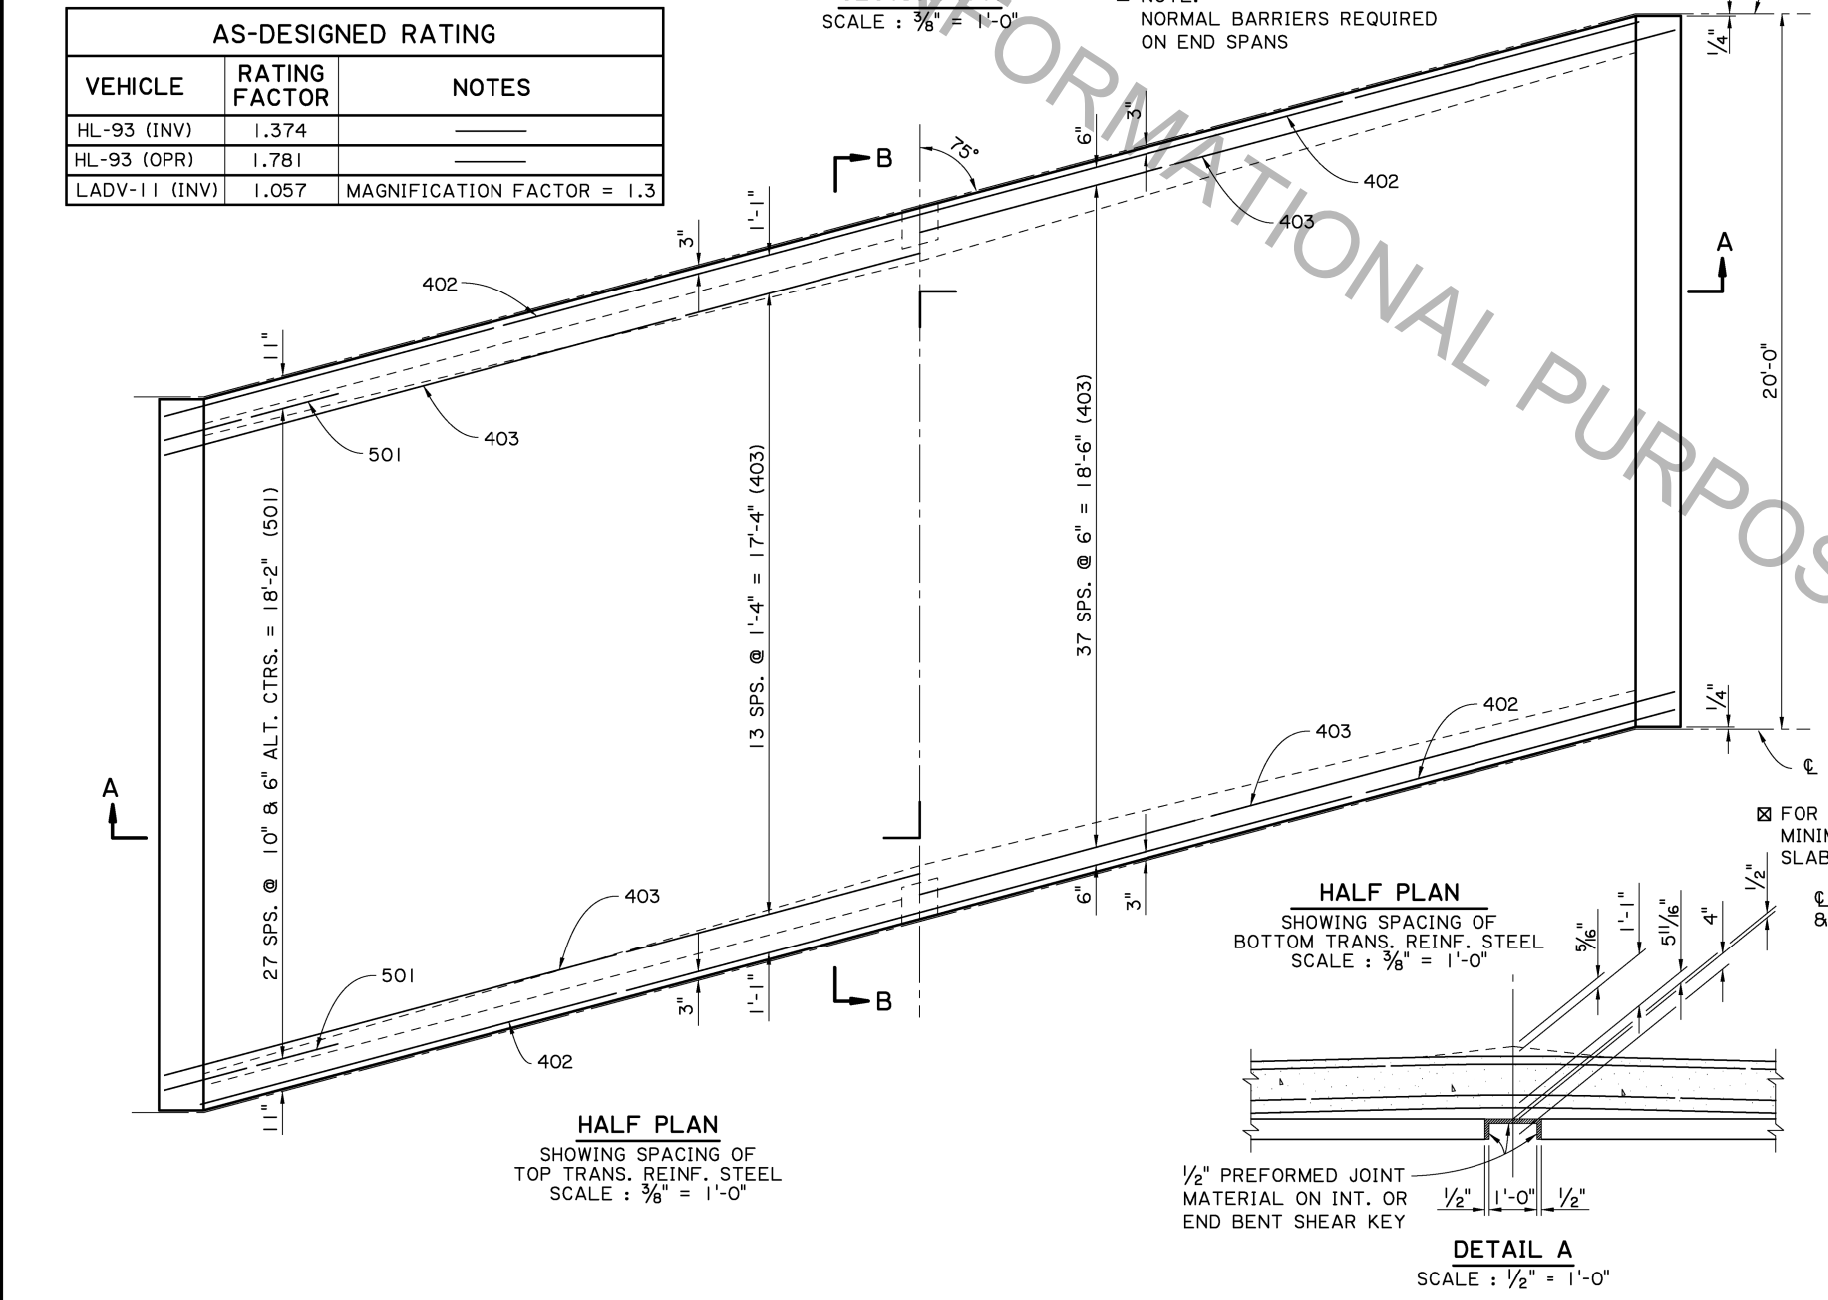 AS-DESIGNED RATING
VEHICLE
RATING FACTOR
NOTES
HL-93 (INV) 1.374
HL-93 (OPR) 1.781
LADV-11 (INV) 1.057 MAGNIFICATION FACTOR = 1.3
SCALE : 3/8" = 1'-0"
NOTE:
NORMAL BARRIERS REQUIRED
ON END SPANS
FORMATIONAL PURPOS
1/4"
B
75°
6"
3"
402
403
1'-1"
3"
402
A
11"
501
403
20'-0"
27 SPS. @ 10" & 6" ALT. CTRS. = 18'-2" (501)
13 SPS. @ 1'-4" = 17'-4" (403)
37 SPS. @ 6" = 18'-6" (403)
1/4"
402
403
A
℄
⊠ FOR
MINIM
SLAB
403
501
6"
3"
3"
1'-1"
B
402
11"
HALF PLAN
SHOWING SPACING OF
BOTTOM TRANS. REINF. STEEL
SCALE : 3/8" = 1'-0"
1/2"
℄
&
5/16"
1'-1"
5 11/16"
4"
HALF PLAN
SHOWING SPACING OF
TOP TRANS. REINF. STEEL
SCALE : 3/8" = 1'-0"
1/2" PREFORMED JOINT
MATERIAL ON INT. OR
END BENT SHEAR KEY
1/2" 1'-0" 1/2"
DETAIL A
SCALE : 1/2" = 1'-0"